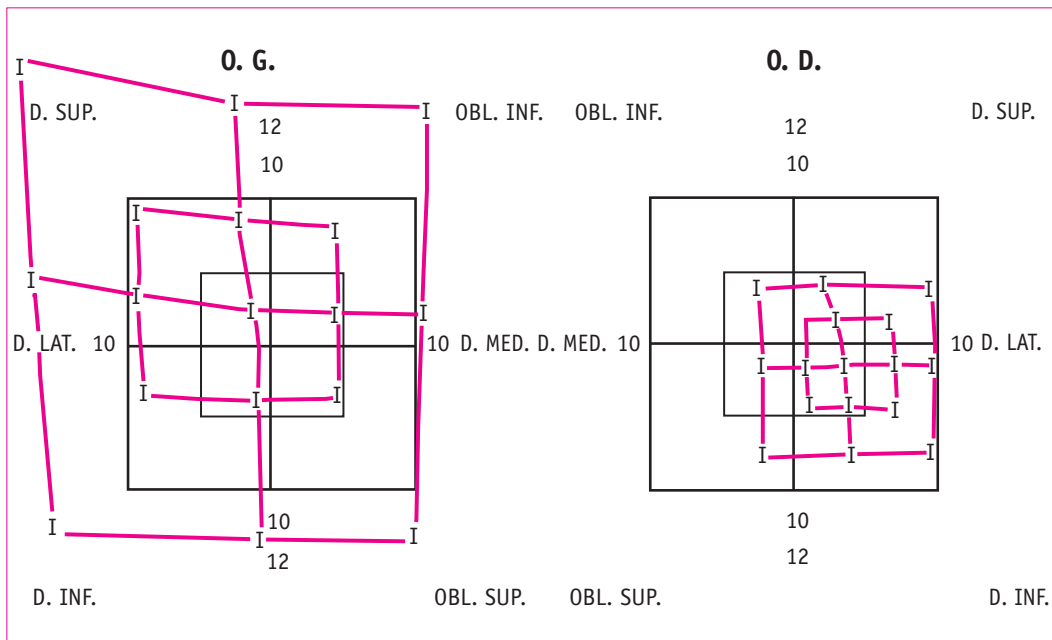 O. G. O. D.
D. SUP. OBL. INF. OBL. INF. D. SUP.
12 12
10 10
D. LAT. 10 10 D. MED. D. MED. 10 10 D. LAT.
10 10
12 12
D. INF. OBL. SUP. OBL. SUP. D. INF.